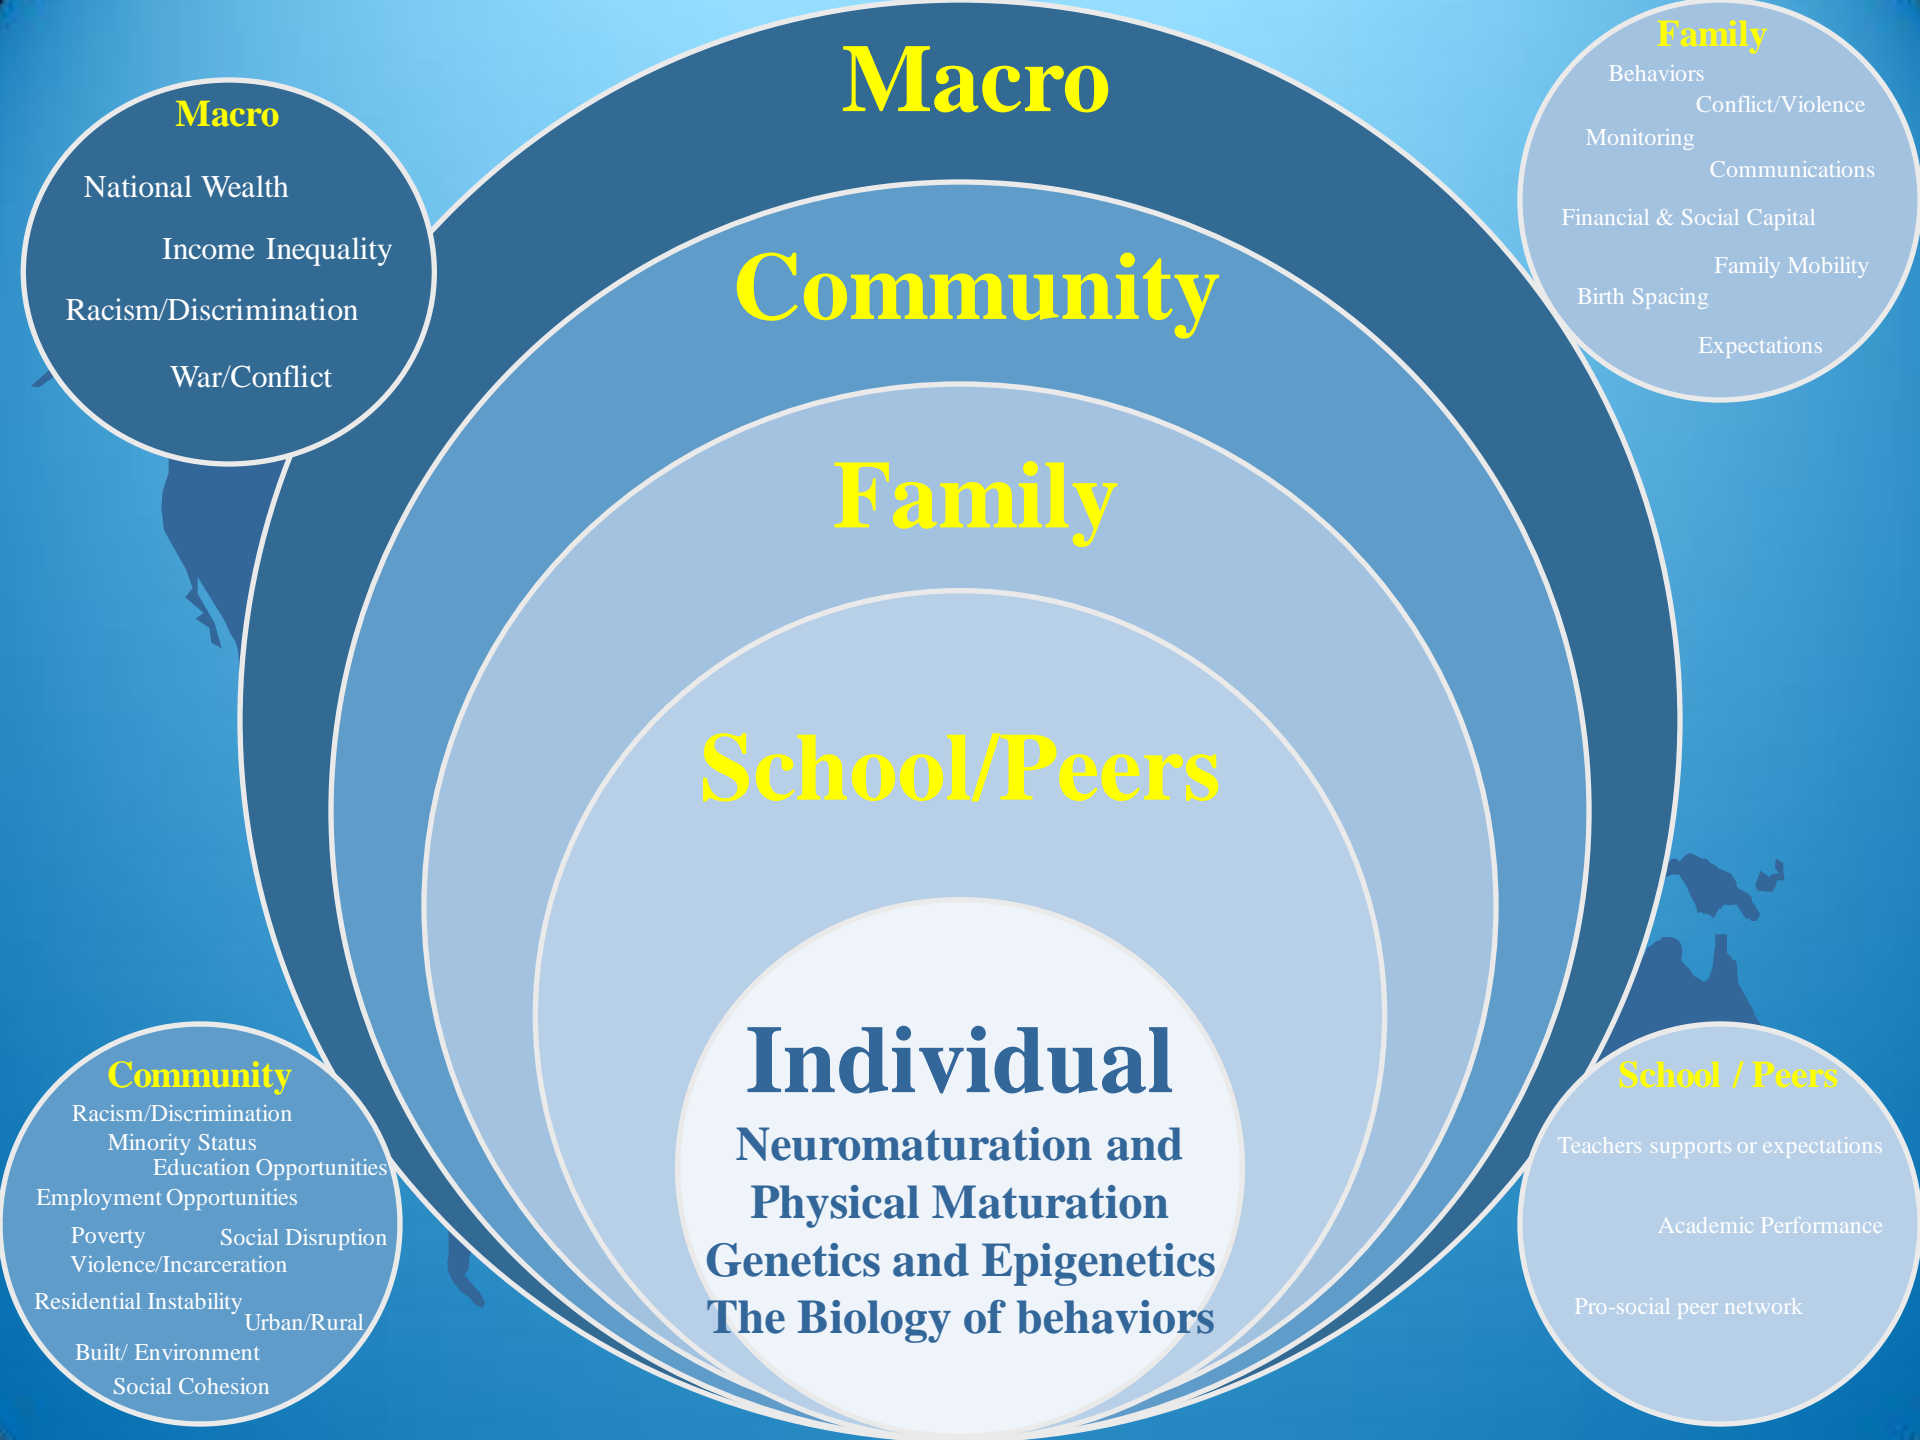 Macro
Community
Family
School/Peers
Individual
Neuromaturation and
Physical Maturation
Genetics and Epigenetics
The Biology of behaviors
Macro
National Wealth
Income Inequality
Racism/Discrimination
War/Conflict
Family
Behaviors
Conflict/Violence
Monitoring
Communications
Financial & Social Capital
Family Mobility
Birth Spacing
Expectations
Community
Racism/Discrimination
Minority Status
Education Opportunities
Employment Opportunities
Poverty Social Disruption
Violence/Incarceration
Residential Instability
Urban/Rural
Built/ Environment
Social Cohesion
School / Peers
Teachers supports or expectations
Academic Performance
Pro-social peer network